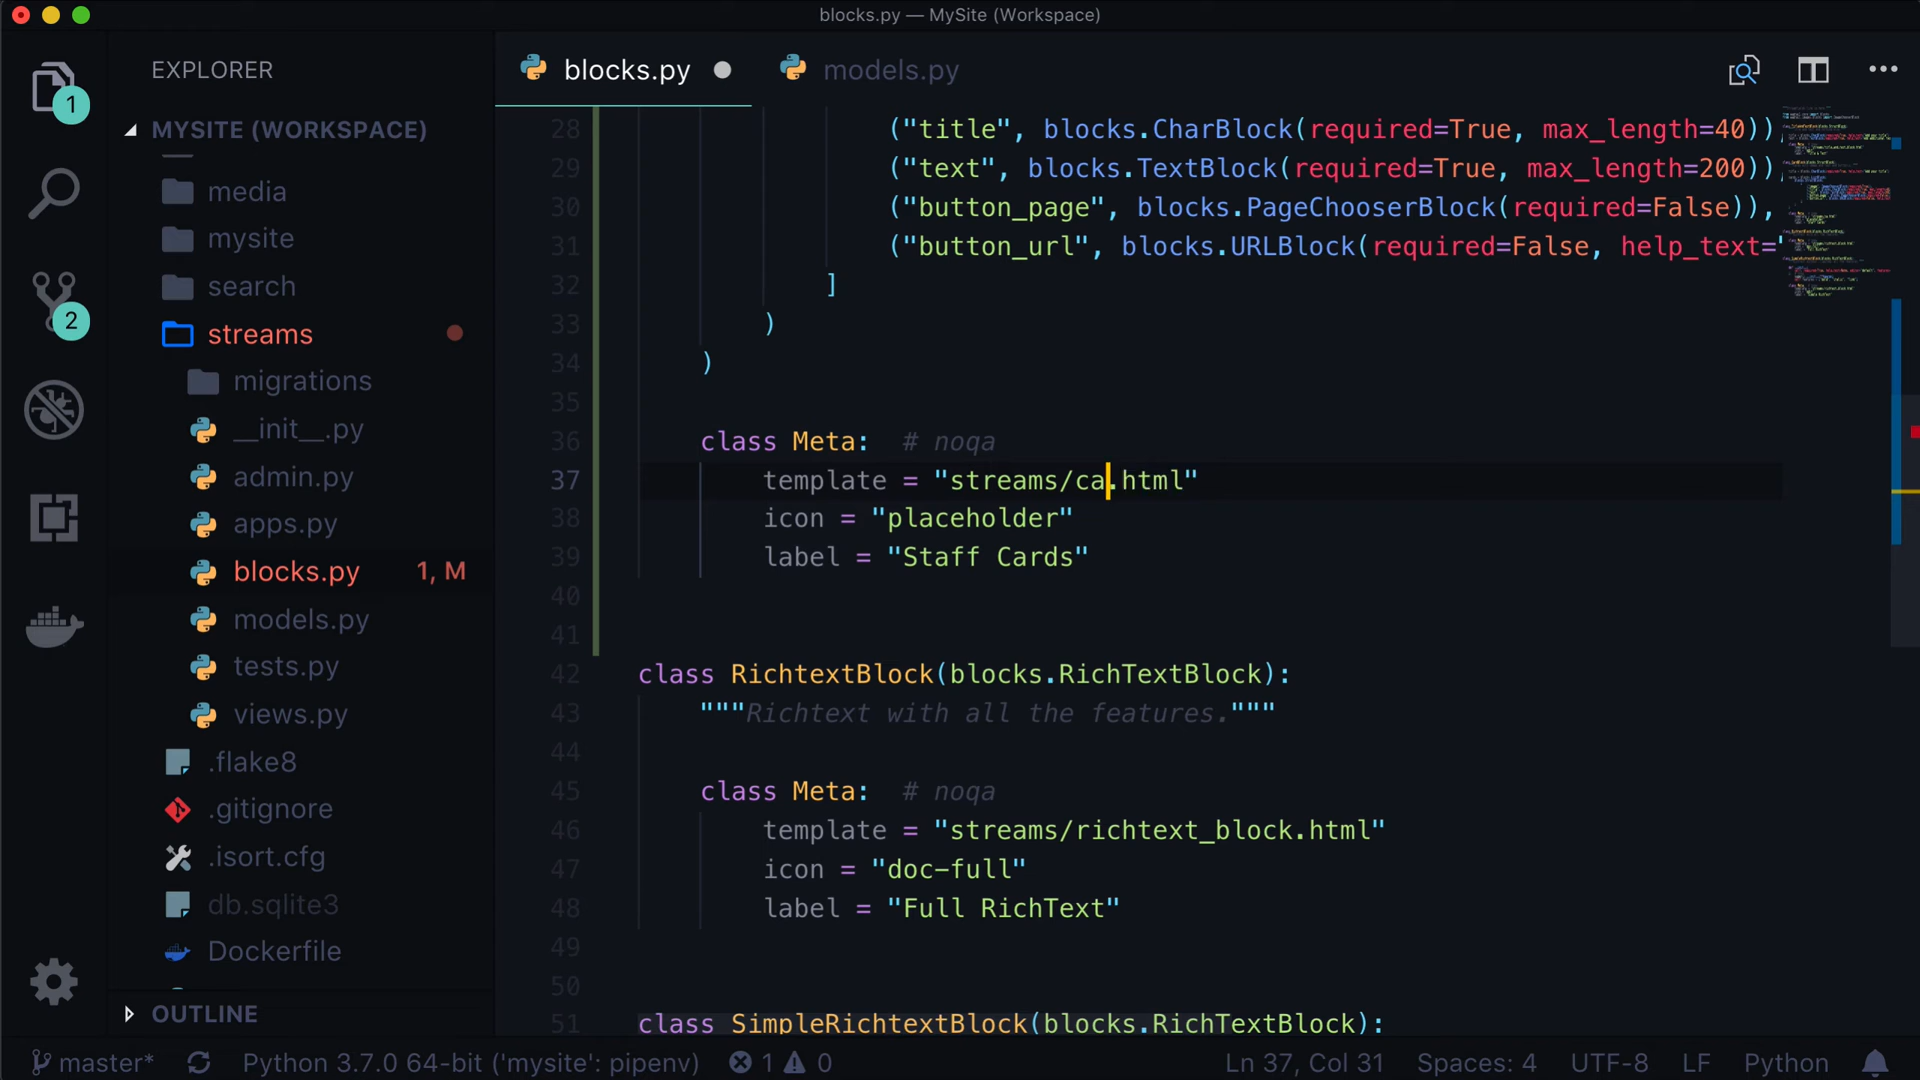 blocks.py — MySite (Workspace)
EXPLORER
blocks.py
models.py
1
MYSITE (WORKSPACE)
media
mysite
search
2
streams
migrations
__init__.py
admin.py
apps.py
blocks.py 1, M
models.py
tests.py
views.py
.flake8
.gitignore
.isort.cfg
db.sqlite3
Dockerfile
OUTLINE
28 ("title", blocks.CharBlock(required=True, max_length=40)),
29 ("text", blocks.TextBlock(required=True, max_length=200)),
30 ("button_page", blocks.PageChooserBlock(required=False)),
31 ("button_url", blocks.URLBlock(required=False, help_text="
32 ]
33 )
34 )
35
36 class Meta:  # noqa
37 template = "streams/ca.html"
38 icon = "placeholder"
39 label = "Staff Cards"
40
41
42 class RichtextBlock(blocks.RichTextBlock):
43 """Richtext with all the features."""
44
45 class Meta:  # noqa
46 template = "streams/richtext_block.html"
47 icon = "doc-full"
48 label = "Full RichText"
49
50
51 class SimpleRichtextBlock(blocks.RichTextBlock):
master* Python 3.7.0 64-bit ('mysite': pipenv) 1 0 Ln 37, Col 31 Spaces: 4 UTF-8 LF Python